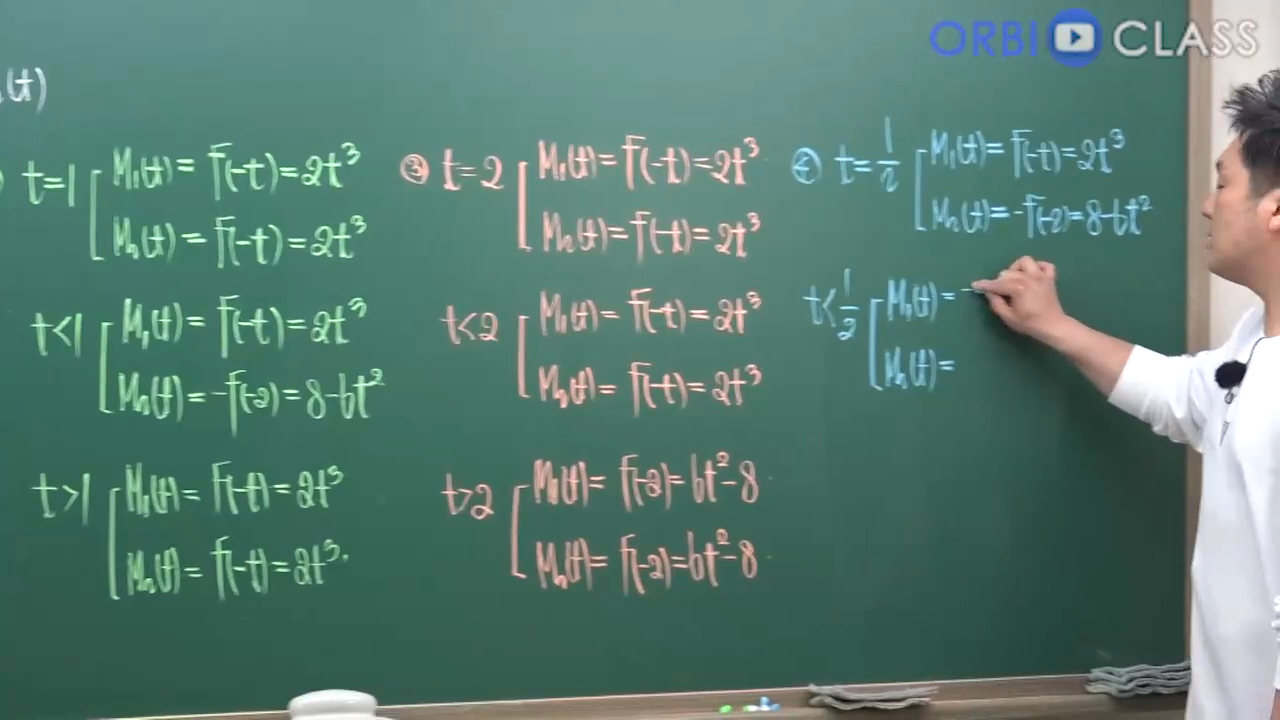 ORBI CLASS
(t)
t=1 M₁(t)= f(-t)=2t³
M₂(t)= f(-t)=2t³
t<1 M₁(t)= f(-t)=2t³
M₂(t)= -f(-2)=8-6t²
t>1 M₁(t)= f(-t)=2t³
M₂(t)= f(-t)=2t³.
③ t=2 M₁(t)= f(-t)=2t³
M₂(t)= f(-t)=2t³
t<2 M₁(t)= f(-t)=2t³
M₂(t)= f(-t)=2t³
t>2 M₁(t)= f(-2)=6t²-8
M₂(t)= f(-2)=6t²-8
④ t=1/2 M₁(t)= f(-t)=2t³
M₂(t)= -f(-2)=8-6t²
t<1/2 M₁(t)= -
M₂(t)=